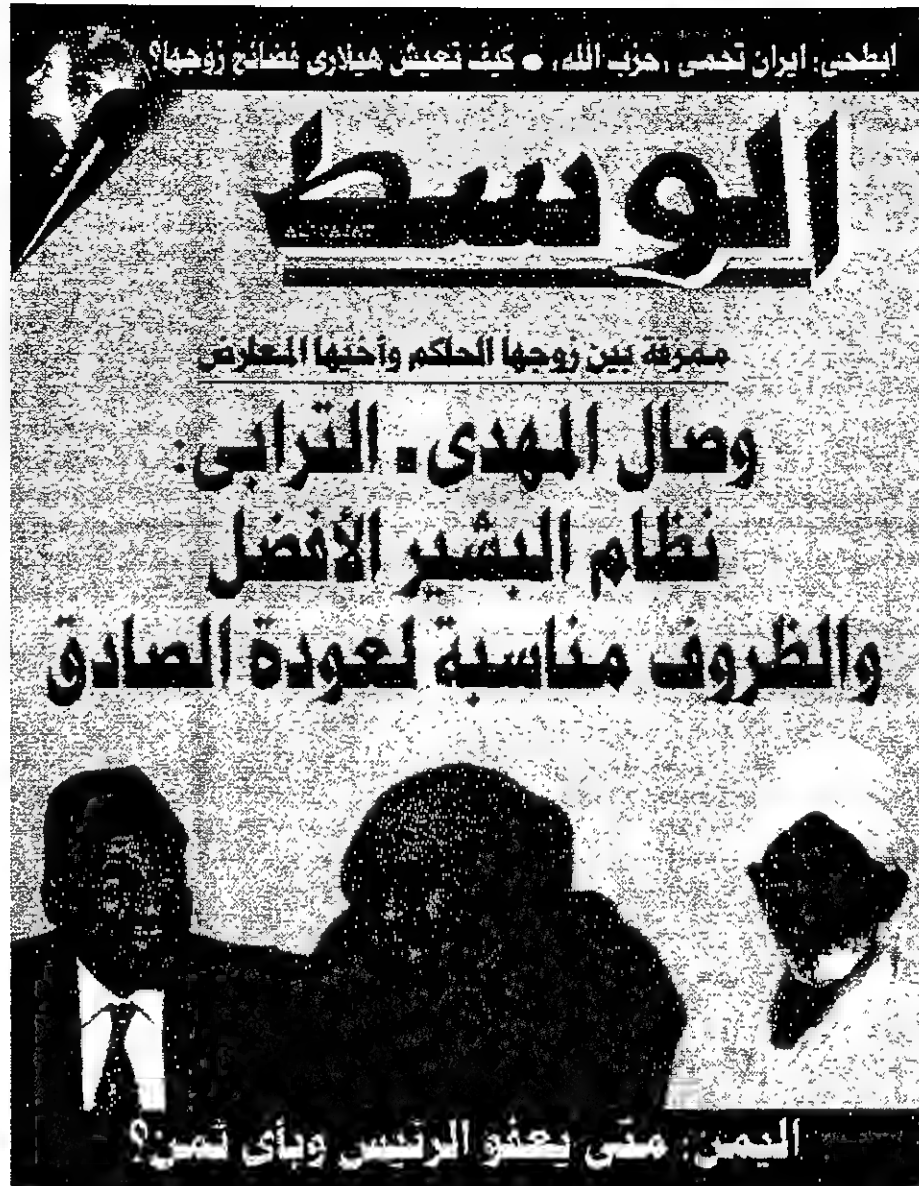 ابطحي: ايران تحمي «حزب الله» ● كيف تعيش هيلاري فضائح زوجها؟
الوسط
ALWASAT
ممزقة بين زوجها الحاكم وأخيها المعارض
وصال المهدي ـ الترابي:
نظام البشير الأفضل
والظروف مناسبة لعودة الصادق
اليمن: متى يعفو الرئيس وبأي ثمن؟